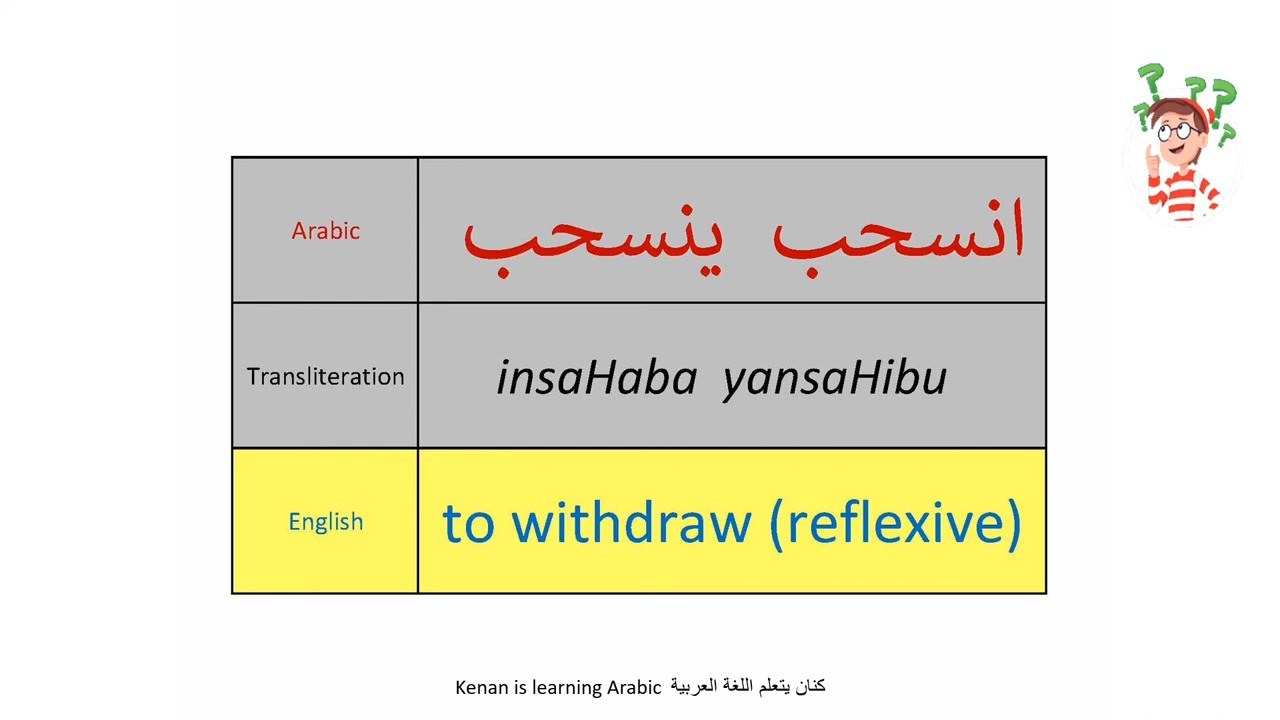 Arabic انسحب ينسحب
Transliteration insaHaba yansaHibu
English to withdraw (reflexive)
Kenan is learning Arabic كنان يتعلم اللغة العربية